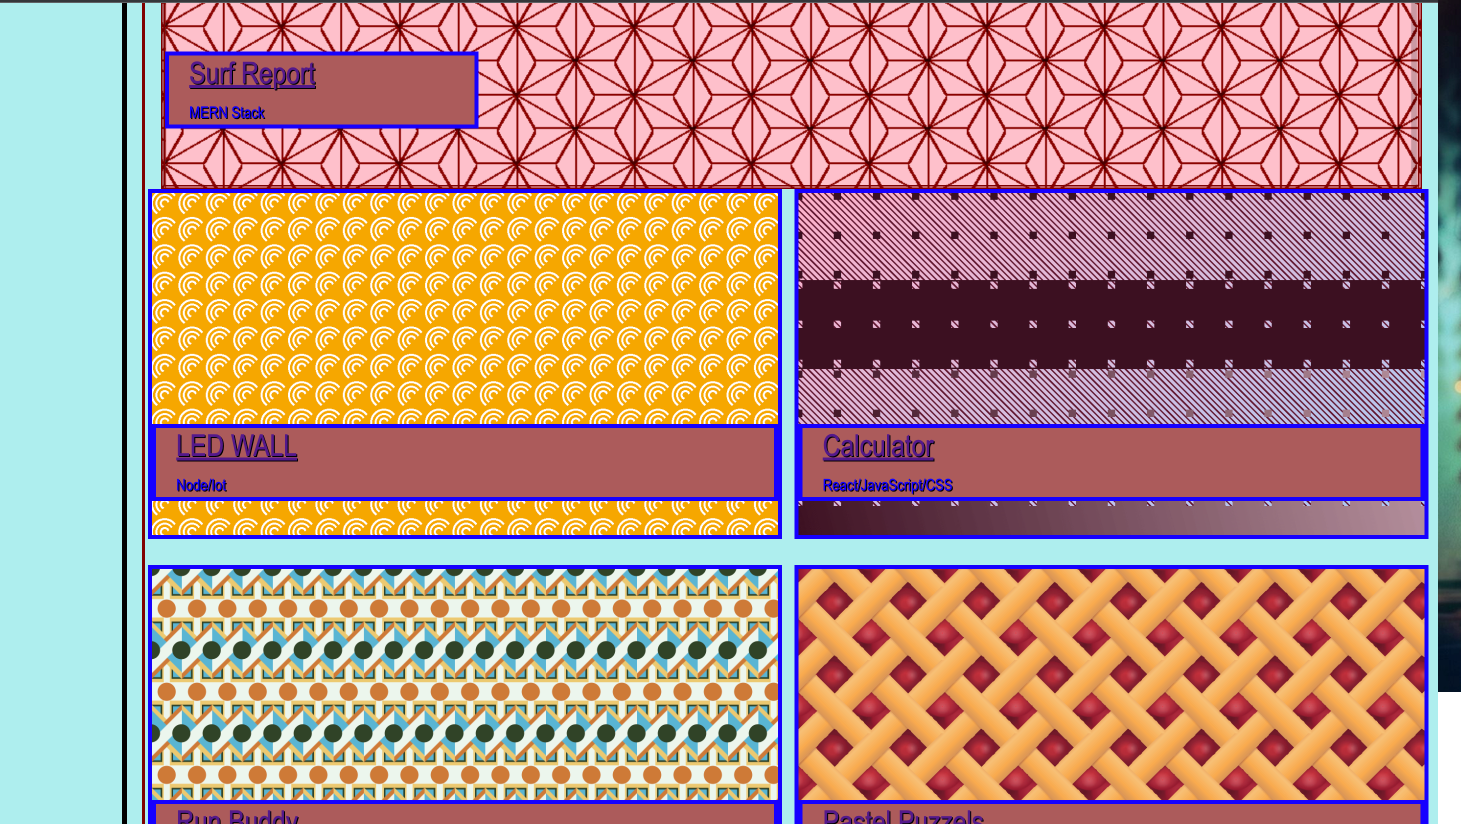 Surf Report
MERN Stack
LED WALL
Node/Iot
Calculator
React/JavaScript/CSS
Run Buddy
Pastel Puzzels